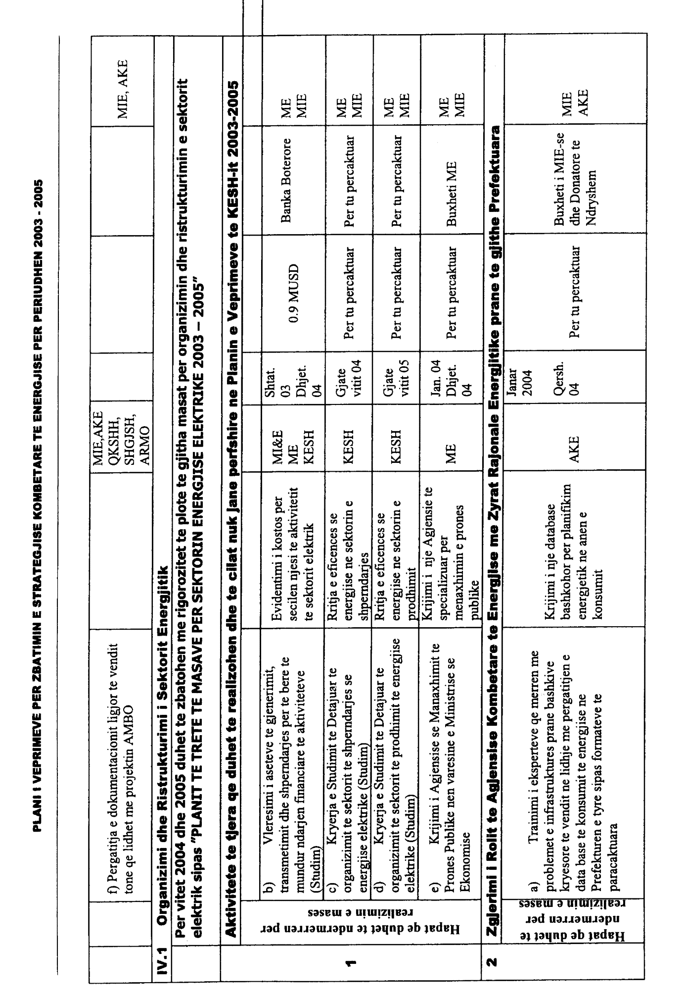 PLANI I VEPRIMEVE PER ZBATIMIN E STRATEGJISE KOMBETARE TE ENERGJISE PER PERIUDHEN 2003 - 2005
f) Pergatitja e dokumentacionit ligjor te vendit
tone qe lidhet me projektin AMBO
MIE,AKE
QKSHH,
SHGJSH,
ARMO
MIE, AKE
IV.1 Organizimi dhe Ristrukturimi i Sektorit Energjitik
Per vitet 2004 dhe 2005 duhet te zbatohen me rigorozitet te plote te gjitha masat per organizimin dhe ristrukturimin e sektorit
elektrik sipas "PLANIT TE TRETE TE MASAVE PER SEKTORIN ENERGJISE ELEKTRIKE 2003 – 2005"
1
Aktivitete te tjera qe duhet te realizohen dhe te cilat nuk jane perfshire ne Planin e Veprimeve te KESH-it 2003-2005
Hapat qe duhet te ndermerren per
realizimin e mases
b) Vleresimi i aseteve te gjenerimit,
transmetimit dhe shperndarjes per te bere te
mundur ndarjen financiare te aktiviteteve
(Studim)
Evidentimi i kostos per
secilen njesi te aktivitetit
te sektorit elektrik
MI&E
ME
KESH
Shtat.
03
Dhjet.
04
0.9 MUSD
Banka Boterore
ME
MIE
c) Kryerja e Studimit te Detajuar te
organizimit te sektorit te shperndarjes se
energjise elektrike (Studim)
Rritja e eficences se
energjise ne sektorin e
shperndarjes
KESH
Gjate
vitit 04
Per tu percaktuar
Per tu percaktuar
ME
MIE
d) Kryerja e Studimit te Detajuar te
organizimit te sektorit te prodhimit te energjise
elektrike (Studim)
Rritja e eficences se
energjise ne sektorin e
prodhimit
KESH
Gjate
vitit 05
Per tu percaktuar
Per tu percaktuar
ME
MIE
e) Krijimi i Agjensise se Manaxhimit te
Prones Publike nen varesine e Ministrise se
Ekonomise
Krijimi i nje Agjensie te
specializuar per
menaxhimin e prones
publike
ME
Jan. 04
Dhjet.
04
Per tu percaktuar
Buxheti ME
ME
MIE
2
Zgjerimi i Rolit te Agjensise Kombetare te Energjise me Zyrat Rajonale Energjitike prane te gjithe Prefektuara
Hapat qe duhet te
ndermerren per
realizimin e mases
a) Trainimi i eksperteve qe merren me
problemet e infrastruktures prane bashkive
kryesore te vendit ne lidhje me pergatitjen e
data base te konsumit te energjise ne
Prefekturen e tyre sipas formateve te
paracaktuara
Krijimi i nje database
bashkohor per planifikim
energjetik ne anen e
konsumit
AKE
Janar
2004
Qersh.
04
Per tu percaktuar
Buxheti i MIE-se
dhe Donatore te
Ndryshem
MIE
AKE